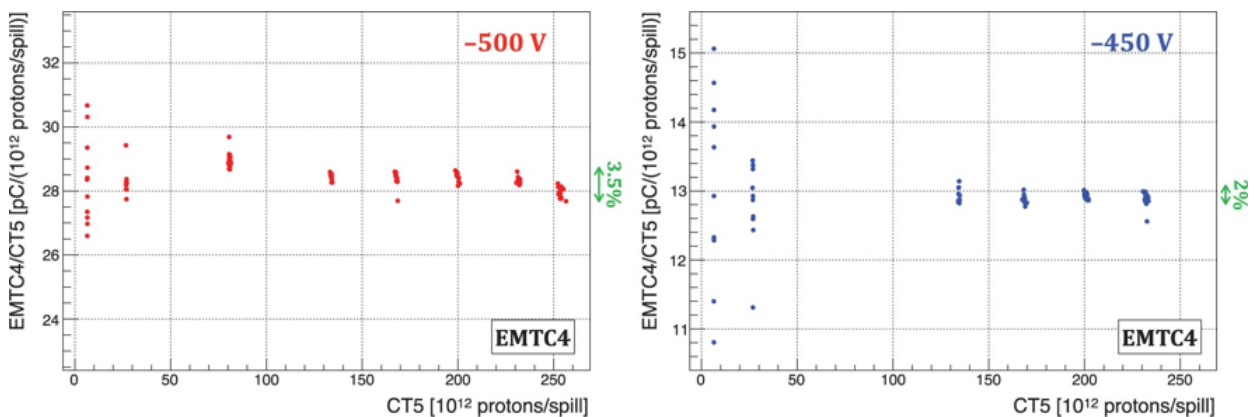 EMTC4/CT5 [pC/(10¹² protons/spill)]
32
30
28
26
24
–500 V
3.5%
EMTC4
0 50 100 150 200 250
CT5 [10¹² protons/spill]
EMTC4/CT5 [pC/(10¹² protons/spill)]
15
14
13
12
11
–450 V
2%
EMTC4
0 50 100 150 200 250
CT5 [10¹² protons/spill]